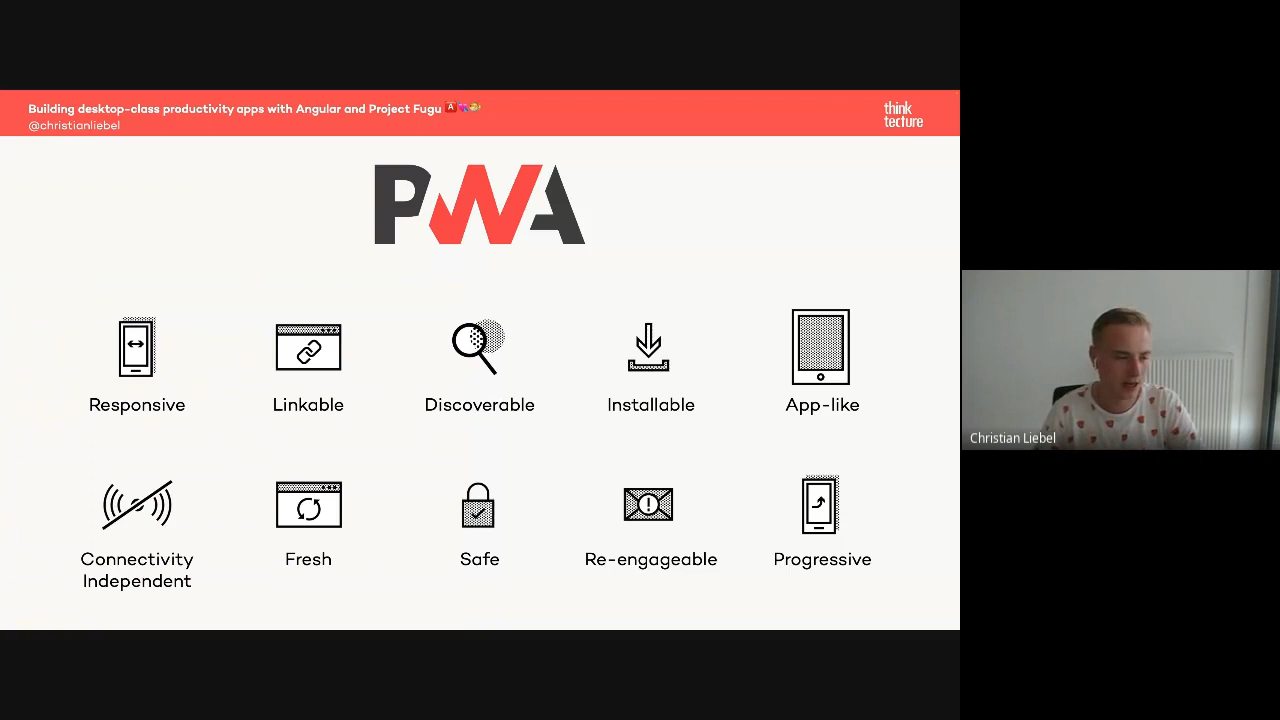 Building desktop-class productivity apps with Angular and Project Fugu 🅰
@christianliebel
think
tecture
PWA
Responsive
Linkable
Discoverable
Installable
App-like
Connectivity
Independent
Fresh
Safe
Re-engageable
Progressive
Christian Liebel